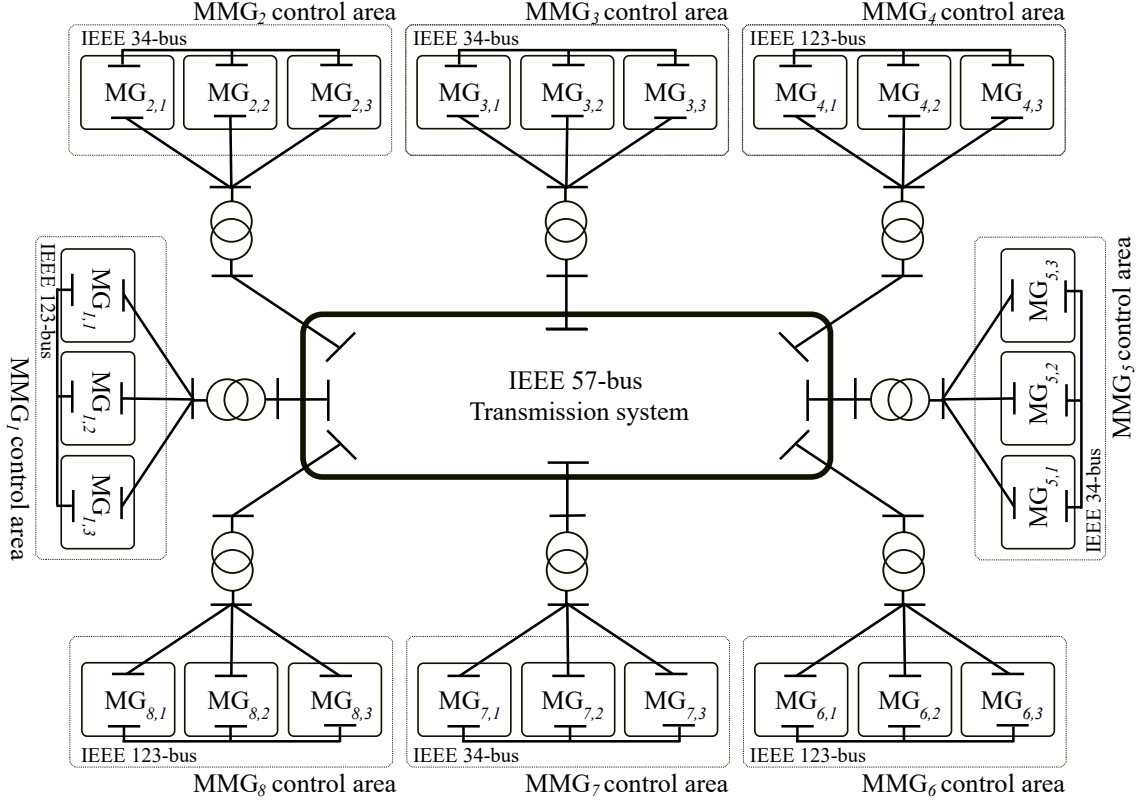 MMG₂ control area
MMG₃ control area
MMG₄ control area
IEEE 34-bus
IEEE 34-bus
IEEE 123-bus
MG₂,₁ MG₂,₂ MG₂,₃
MG₃,₁ MG₃,₂ MG₃,₃
MG₄,₁ MG₄,₂ MG₄,₃
MMG₁ control area
IEEE 123-bus
MG₁,₁
MG₁,₂
MG₁,₃
IEEE 57-bus
Transmission system
MG₅,₃
MG₅,₂
MG₅,₁
IEEE 34-bus
MMG₅ control area
MG₈,₁ MG₈,₂ MG₈,₃
MG₇,₁ MG₇,₂ MG₇,₃
MG₆,₁ MG₆,₂ MG₆,₃
IEEE 123-bus
IEEE 34-bus
IEEE 123-bus
MMG₈ control area
MMG₇ control area
MMG₆ control area